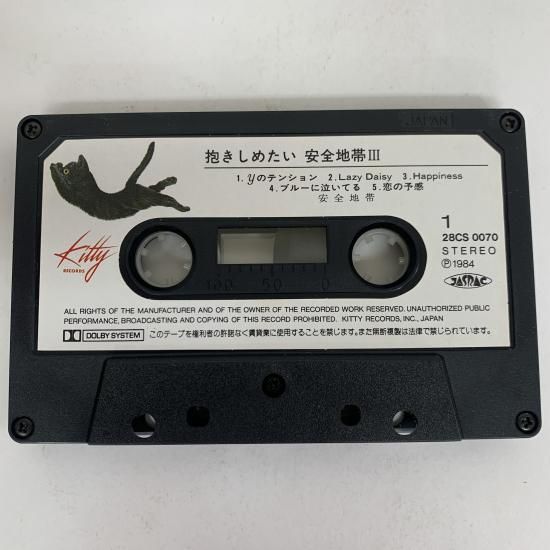 JAPAN
抱きしめたい 安全地帯III
1.yのテンション 2.Lazy Daisy 3.Happiness
4.ブルーに泣いてる 5.恋の予感
安全地帯
Kitty
RECORDS
1
28CS 0070
STEREO
Ⓟ1984
JASRAC
100 50 0
ALL RIGHTS OF THE MANUFACTURER AND OF THE OWNER OF THE RECORDED WORK RESERVED. UNAUTHORIZED PUBLIC
PERFORMANCE, BROADCASTING AND COPYING OF THIS RECORD PROHIBITED. KITTY RECORDS, INC., JAPAN
DOLBY SYSTEM
このテープを権利者の許諾なく賃貸業に使用することを禁じます。また無断複製は法律で禁じられています。